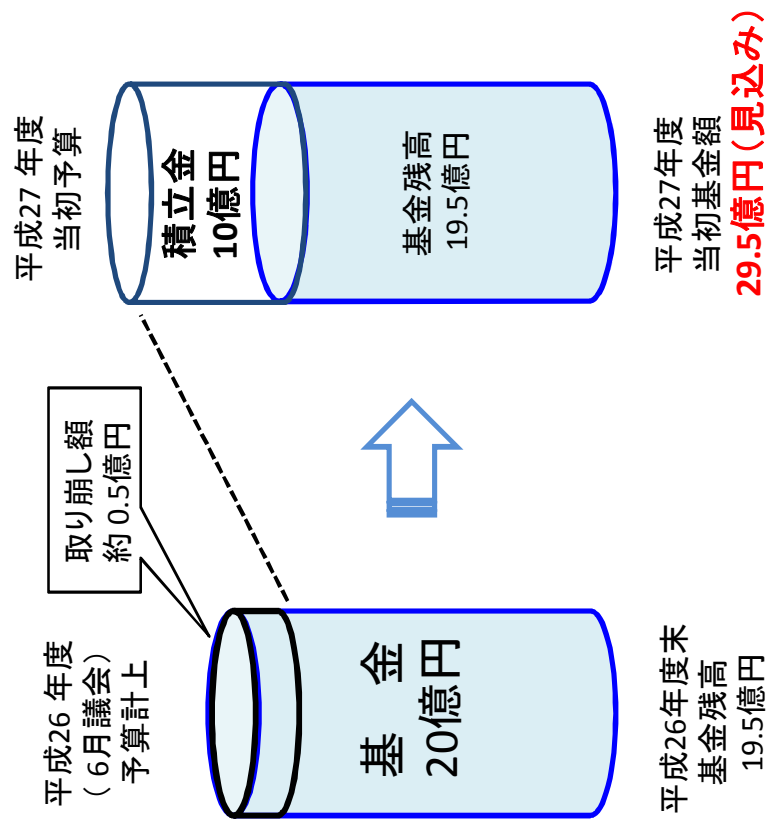 平成26 年度
（ 6月議会）
予算計上
取り崩し額
約 0.5億円
基　金
20億円
平成26年度末
基金残高
19.5億円
平成27 年度
当初予算
積立金
10億円
基金残高
19.5億円
平成27年度
当初基金額
29.5億円（見込み）